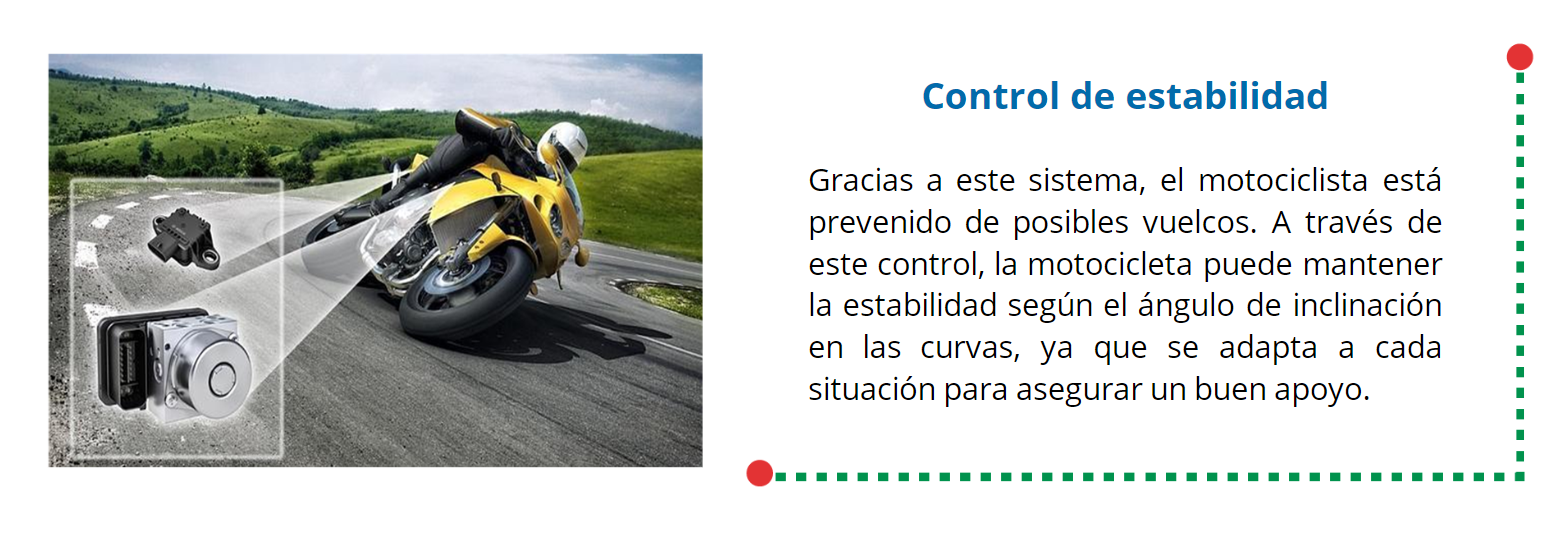 Control de estabilidad
Gracias a este sistema, el motociclista está
prevenido de posibles vuelcos. A través de
este control, la motocicleta puede mantener
la estabilidad según el ángulo de inclinación
en las curvas, ya que se adapta a cada
situación para asegurar un buen apoyo.